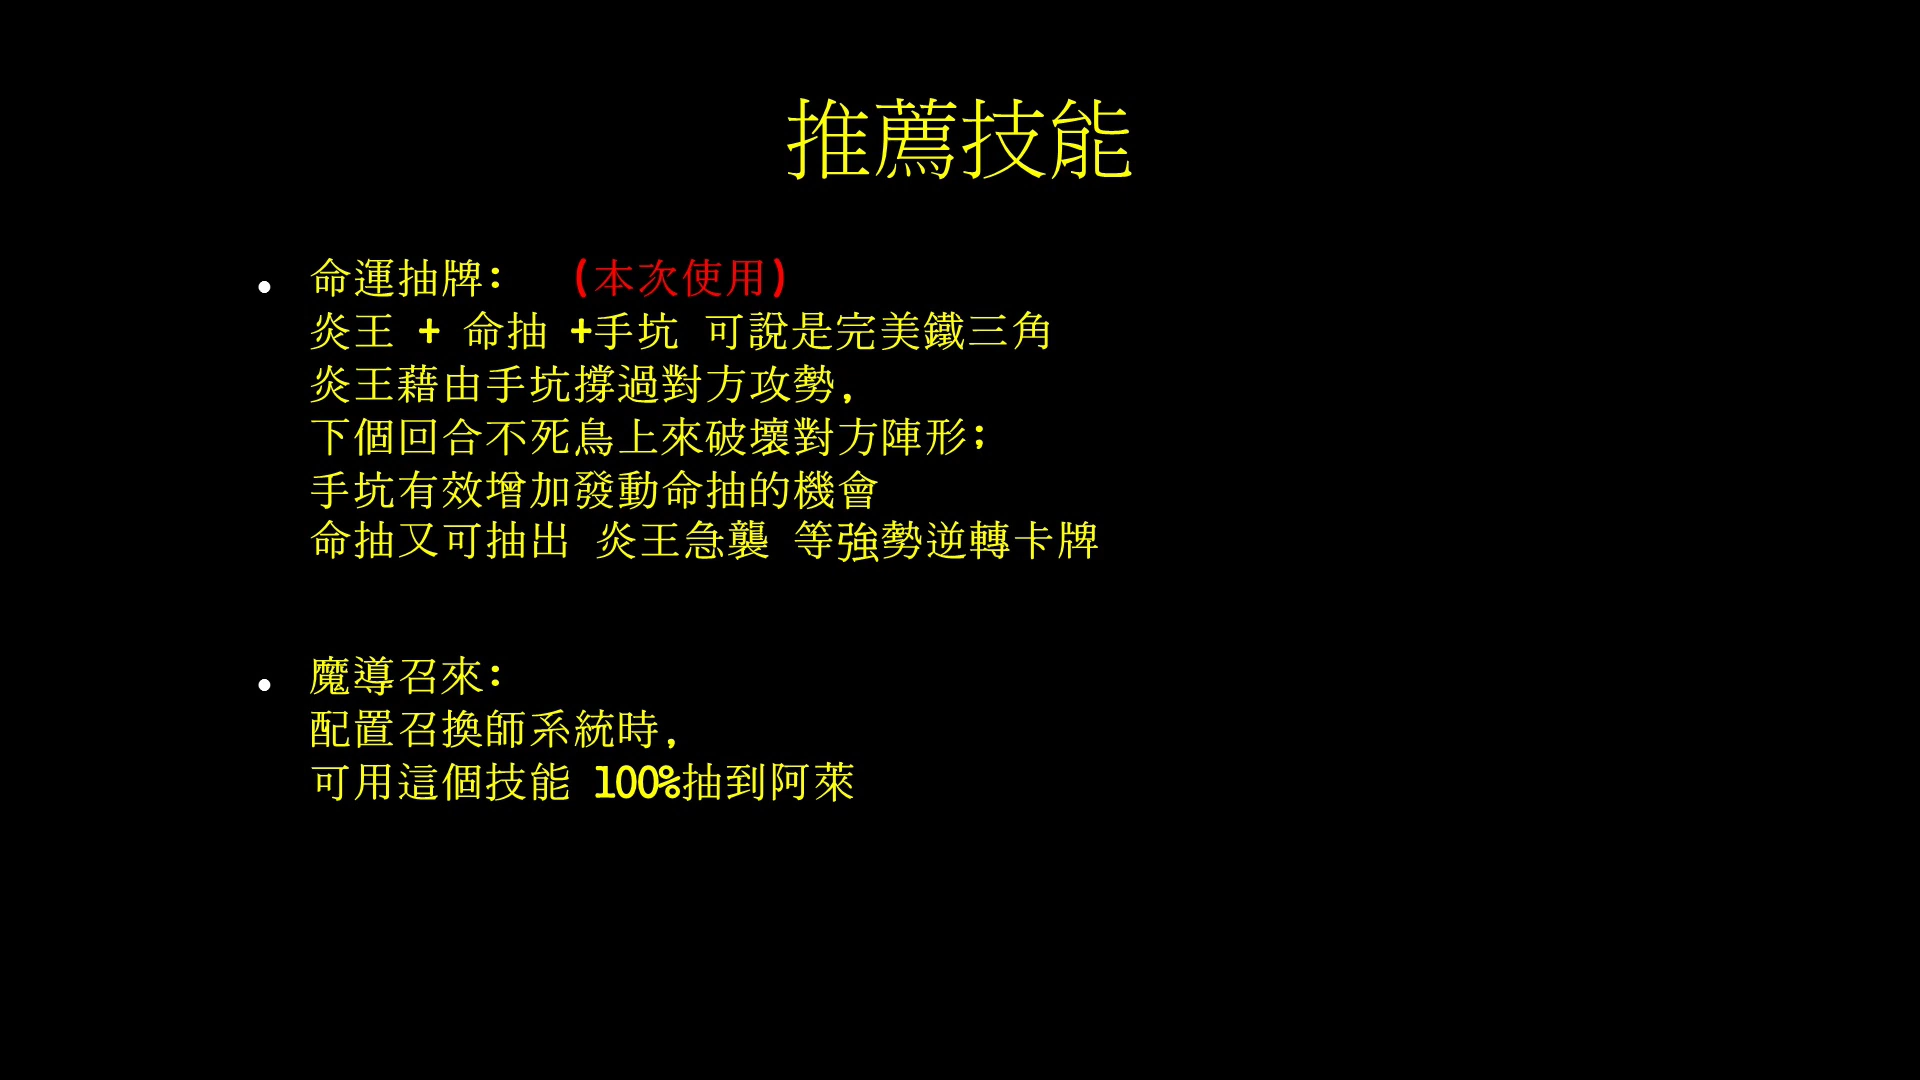 推薦技能
• 命運抽牌: (本次使用)
炎王 + 命抽 +手坑 可說是完美鐵三角
炎王藉由手坑撐過對方攻勢,
下個回合不死鳥上來破壞對方陣形;
手坑有效增加發動命抽的機會
命抽又可抽出 炎王急襲 等強勢逆轉卡牌
• 魔導召來:
配置召換師系統時,
可用這個技能 100%抽到阿萊